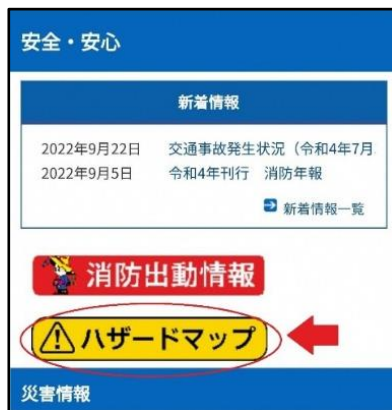 安全・安心
新着情報
2022年9月22日 交通事故発生状況（令和4年7月
2022年9月5日 令和4年刊行 消防年報
新着情報一覧
消防出動情報
ハザードマップ
災害情報